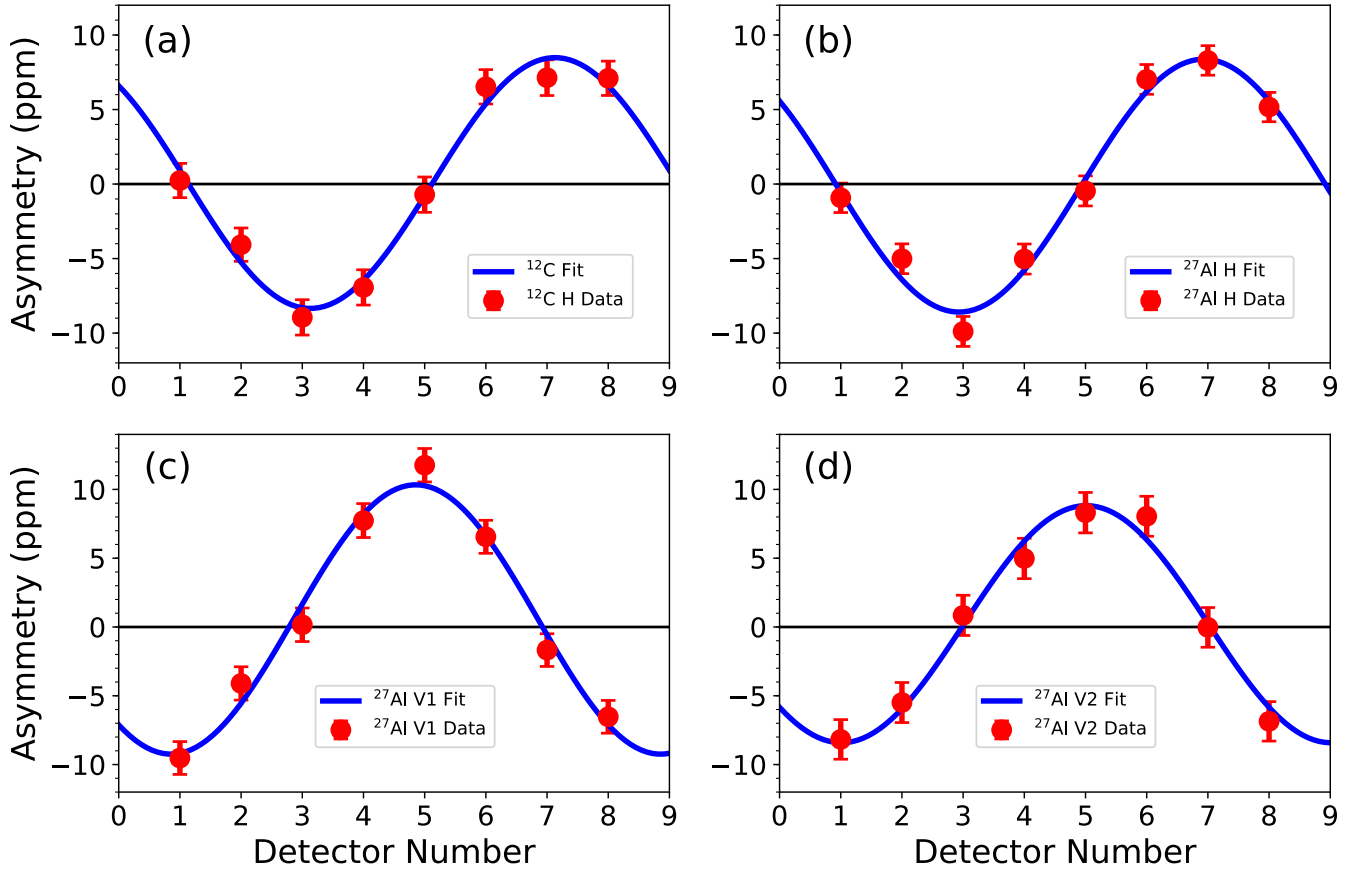 (a)
Asymmetry (ppm)
10
5
0
−5
−10
¹²C Fit
¹²C H Data
0 1 2 3 4 5 6 7 8 9
(b)
10
5
0
−5
−10
²⁷Al H Fit
²⁷Al H Data
0 1 2 3 4 5 6 7 8 9
(c)
Asymmetry (ppm)
10
5
0
−5
−10
²⁷Al V1 Fit
²⁷Al V1 Data
0 1 2 3 4 5 6 7 8 9
Detector Number
(d)
10
5
0
−5
−10
²⁷Al V2 Fit
²⁷Al V2 Data
0 1 2 3 4 5 6 7 8 9
Detector Number